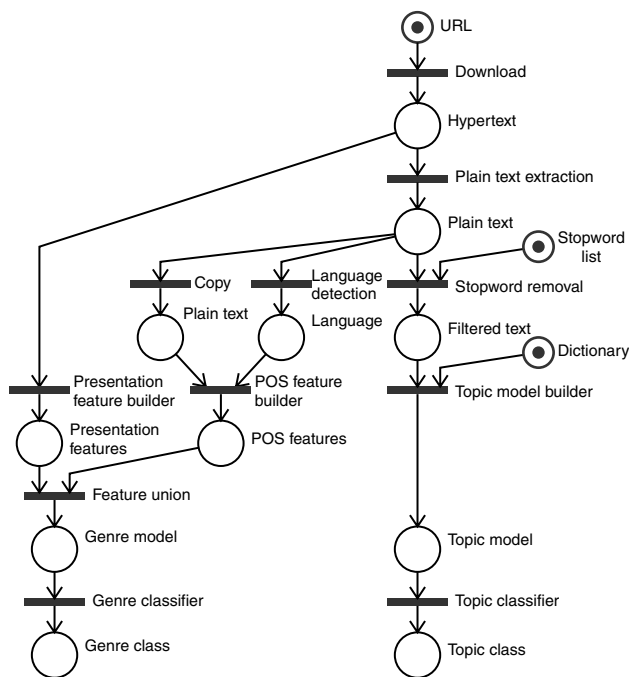 URL
Download
Hypertext
Plain text extraction
Plain text
Stopword
list
Copy
Language
detection
Stopword removal
Plain text
Language
Filtered text
Dictionary
Presentation
feature builder
POS feature
builder
Topic model builder
Presentation
features
POS features
Feature union
Genre model
Topic model
Genre classifier
Topic classifier
Genre class
Topic class